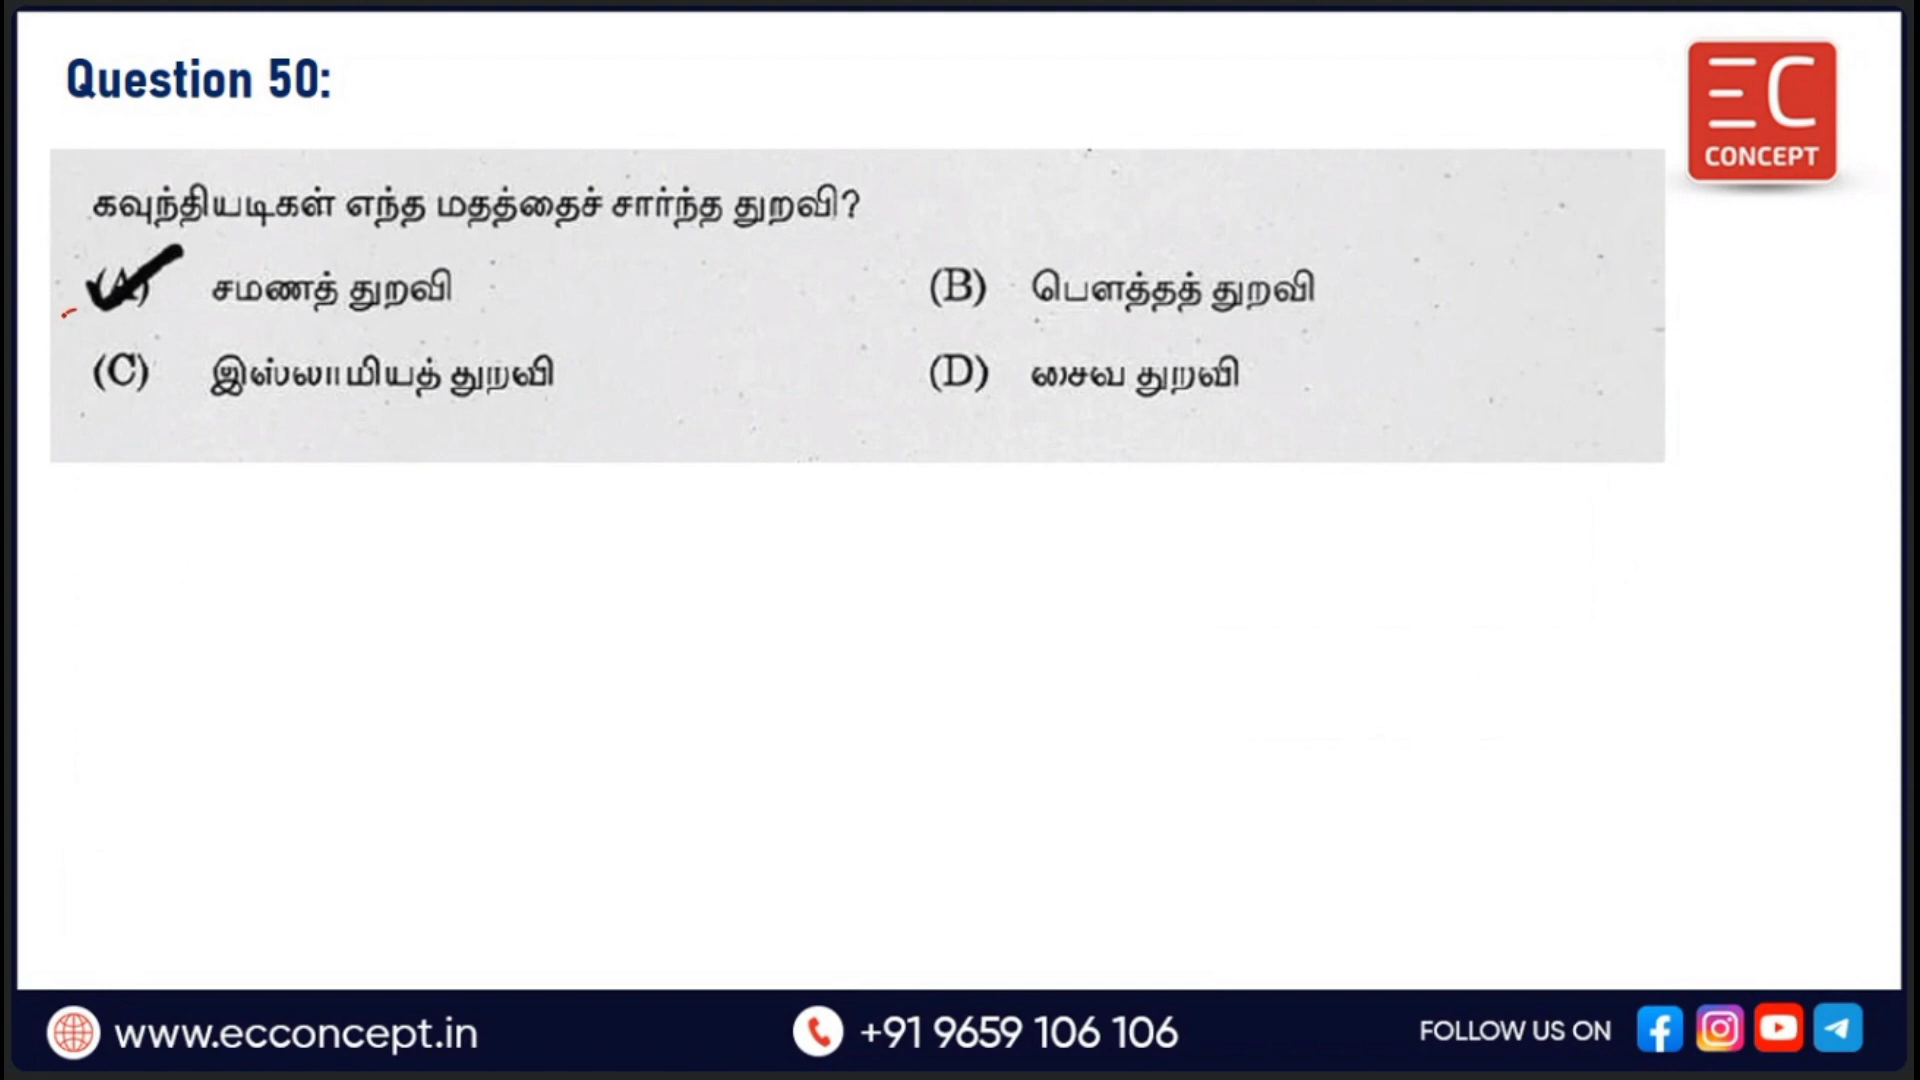 Question 50:
EC
CONCEPT
கவுந்தியடிகள் எந்த மதத்தைச் சார்ந்த துறவி?
(A) சமணத் துறவி
(B) பௌத்தத் துறவி
(C) இஸ்லாமியத் துறவி
(D) சைவ துறவி
www.ecconcept.in
+91 9659 106 106
FOLLOW US ON